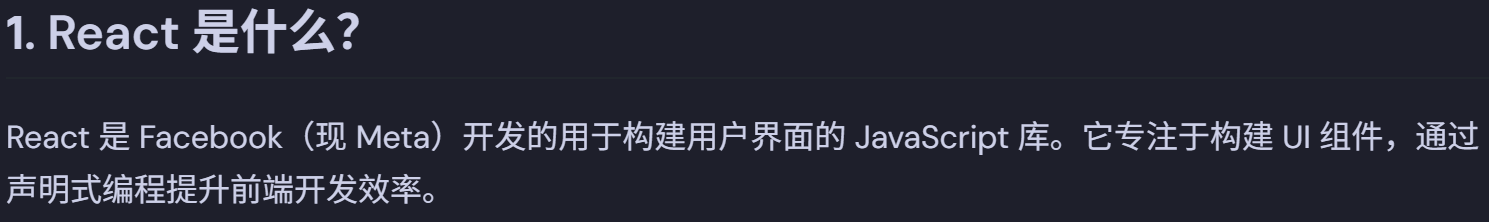 1. React 是什么？
React 是 Facebook（现 Meta）开发的用于构建用户界面的 JavaScript 库。它专注于构建 UI 组件，通过
声明式编程提升前端开发效率。